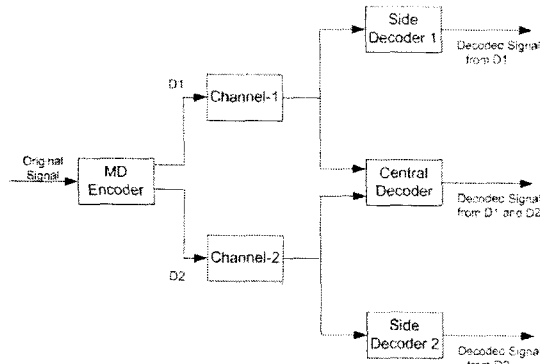 Side
Decoder 1
Decoded Signal
from D1
D1
Channel-1
Original
Signal
MD
Encoder
Central
Decoder
Decoded Signal
from D1 and D2
Channel-2
D2
Side
Decoder 2
Decoded Signal
from D2